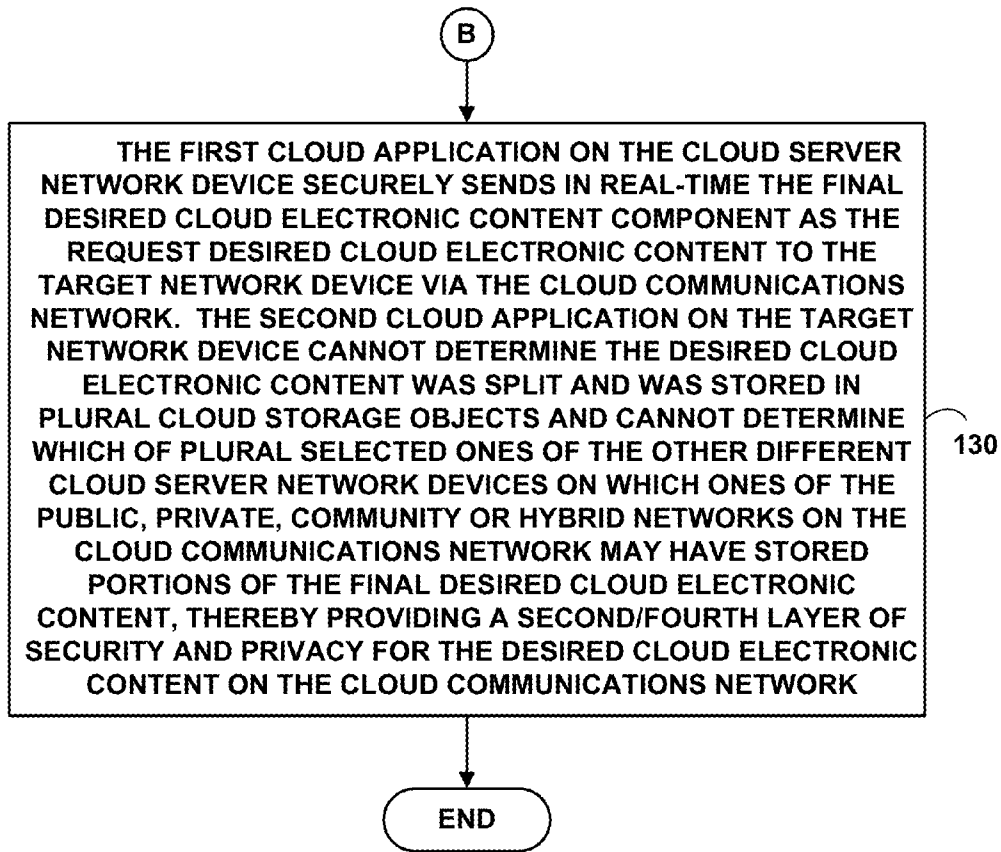 B
THE FIRST CLOUD APPLICATION ON THE CLOUD SERVER
NETWORK DEVICE SECURELY SENDS IN REAL-TIME THE FINAL
DESIRED CLOUD ELECTRONIC CONTENT COMPONENT AS THE
REQUEST DESIRED CLOUD ELECTRONIC CONTENT TO THE
TARGET NETWORK DEVICE VIA THE CLOUD COMMUNICATIONS
NETWORK. THE SECOND CLOUD APPLICATION ON THE TARGET
NETWORK DEVICE CANNOT DETERMINE THE DESIRED CLOUD
ELECTRONIC CONTENT WAS SPLIT AND WAS STORED IN
PLURAL CLOUD STORAGE OBJECTS AND CANNOT DETERMINE
WHICH OF PLURAL SELECTED ONES OF THE OTHER DIFFERENT
CLOUD SERVER NETWORK DEVICES ON WHICH ONES OF THE
PUBLIC, PRIVATE, COMMUNITY OR HYBRID NETWORKS ON THE
CLOUD COMMUNICATIONS NETWORK MAY HAVE STORED
PORTIONS OF THE FINAL DESIRED CLOUD ELECTRONIC
CONTENT, THEREBY PROVIDING A SECOND/FOURTH LAYER OF
SECURITY AND PRIVACY FOR THE DESIRED CLOUD ELECTRONIC
CONTENT ON THE CLOUD COMMUNICATIONS NETWORK
130
END